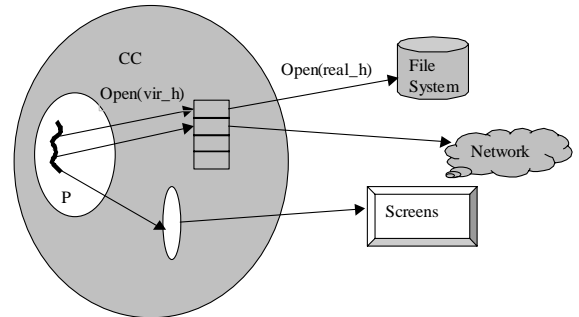 CC
Open(vir_h)
P
Open(real_h)
File
System
Network
Screens